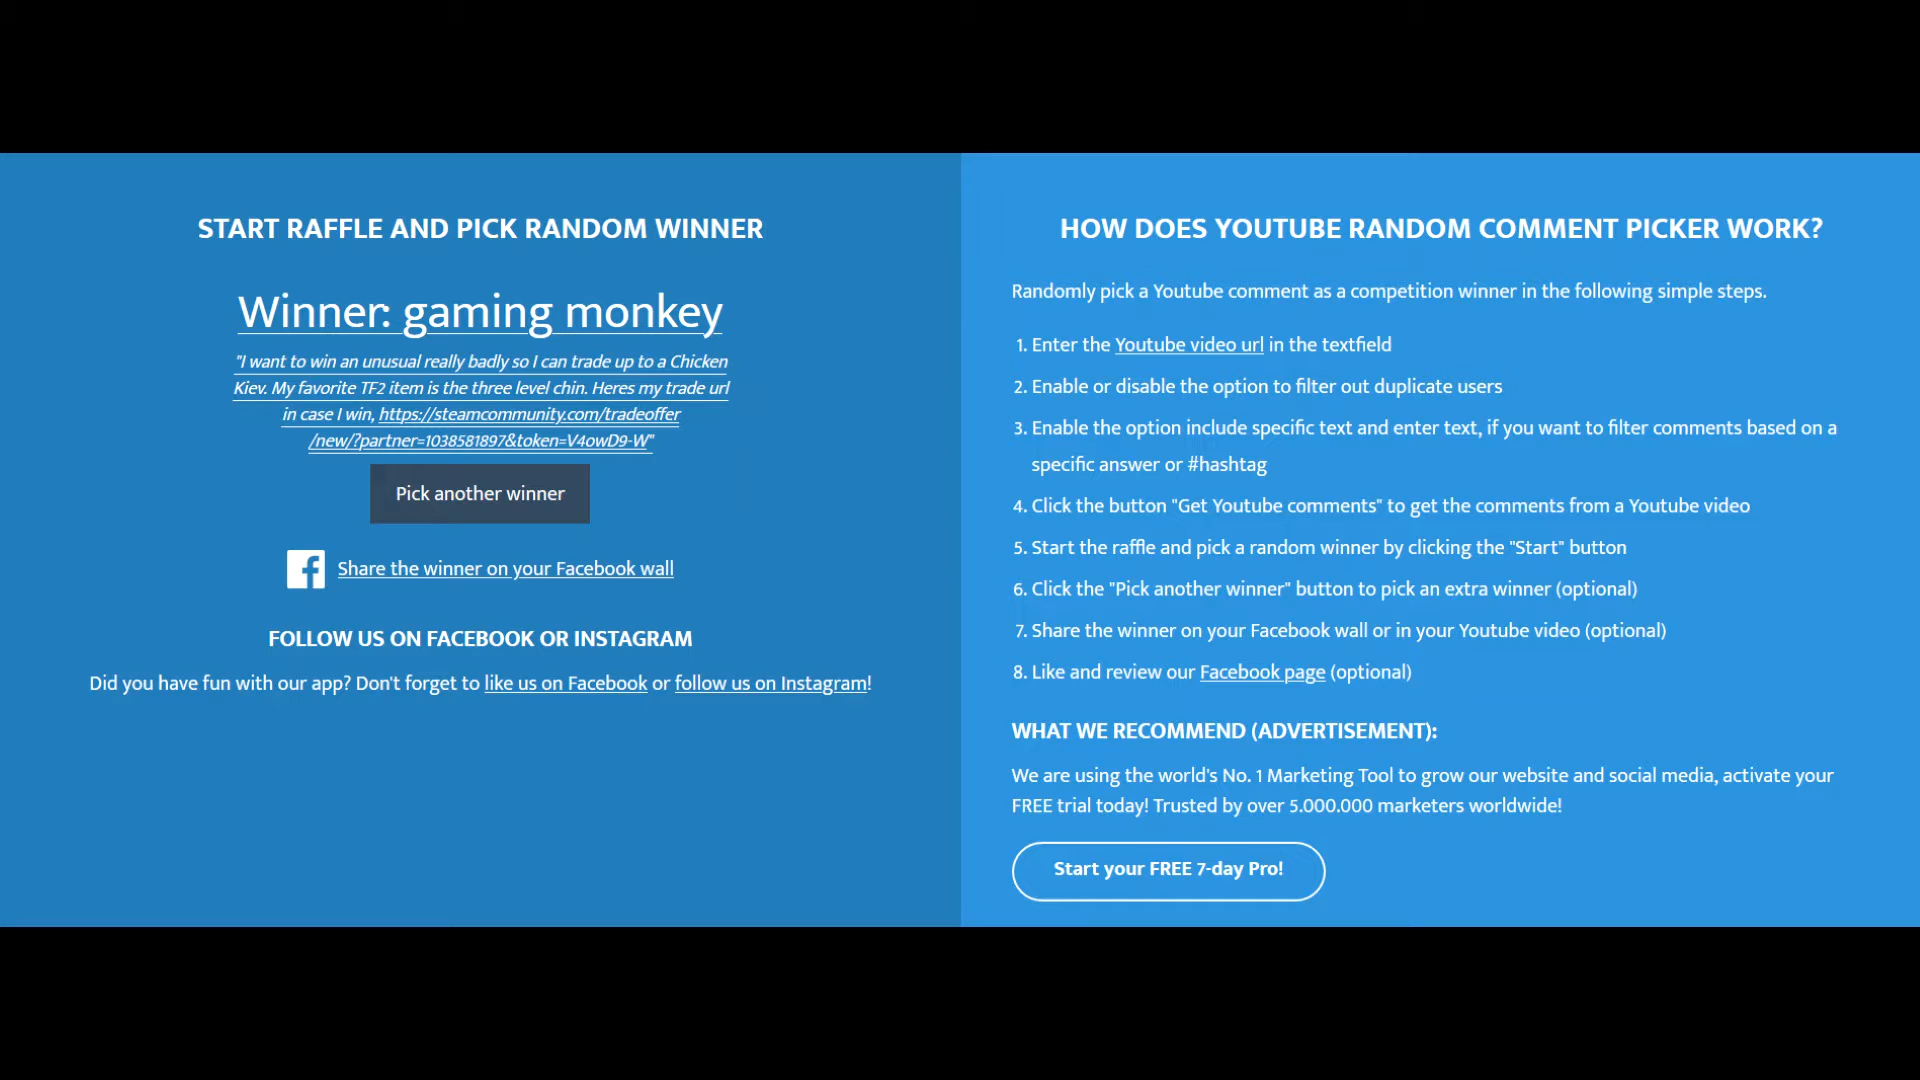 START RAFFLE AND PICK RANDOM WINNER
Winner: gaming monkey
"I want to win an unusual really badly so I can trade up to a Chicken
Kiev. My favorite TF2 item is the three level chin. Heres my trade url
in case I win, https://steamcommunity.com/tradeoffer
/new/?partner=1038581897&token=V4owD9-W"
Pick another winner
Share the winner on your Facebook wall
FOLLOW US ON FACEBOOK OR INSTAGRAM
Did you have fun with our app? Don't forget to like us on Facebook or follow us on Instagram!
HOW DOES YOUTUBE RANDOM COMMENT PICKER WORK?
Randomly pick a Youtube comment as a competition winner in the following simple steps.
1. Enter the Youtube video url in the textfield
2. Enable or disable the option to filter out duplicate users
3. Enable the option include specific text and enter text, if you want to filter comments based on a
specific answer or #hashtag
4. Click the button "Get Youtube comments" to get the comments from a Youtube video
5. Start the raffle and pick a random winner by clicking the "Start" button
6. Click the "Pick another winner" button to pick an extra winner (optional)
7. Share the winner on your Facebook wall or in your Youtube video (optional)
8. Like and review our Facebook page (optional)
WHAT WE RECOMMEND (ADVERTISEMENT):
We are using the world's No. 1 Marketing Tool to grow our website and social media, activate your
FREE trial today! Trusted by over 5.000.000 marketers worldwide!
Start your FREE 7-day Pro!